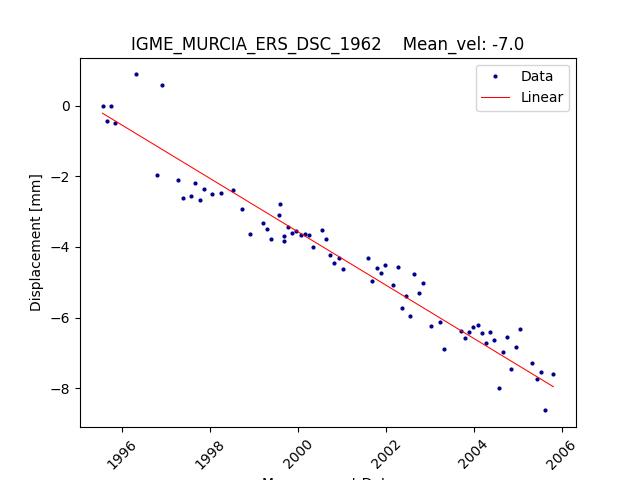 IGME_MURCIA_ERS_DSC_1962    Mean_vel: -7.0
Data
Linear
Displacement [mm]
0
−2
−4
−6
−8
1996
1998
2000
2002
2004
2006